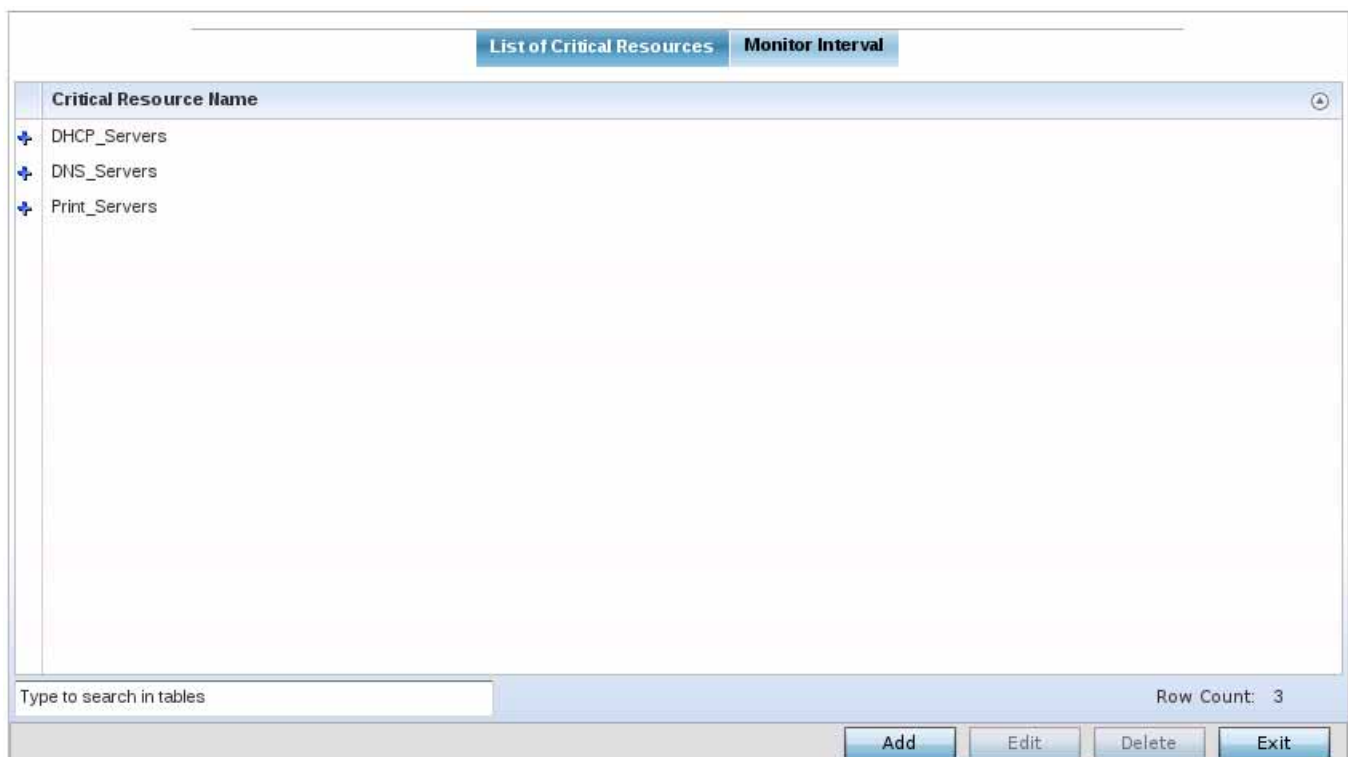 List of Critical Resources Monitor Interval
Critical Resource Name
DHCP_Servers
DNS_Servers
Print_Servers
Type to search in tables Row Count: 3
Add Edit Delete Exit